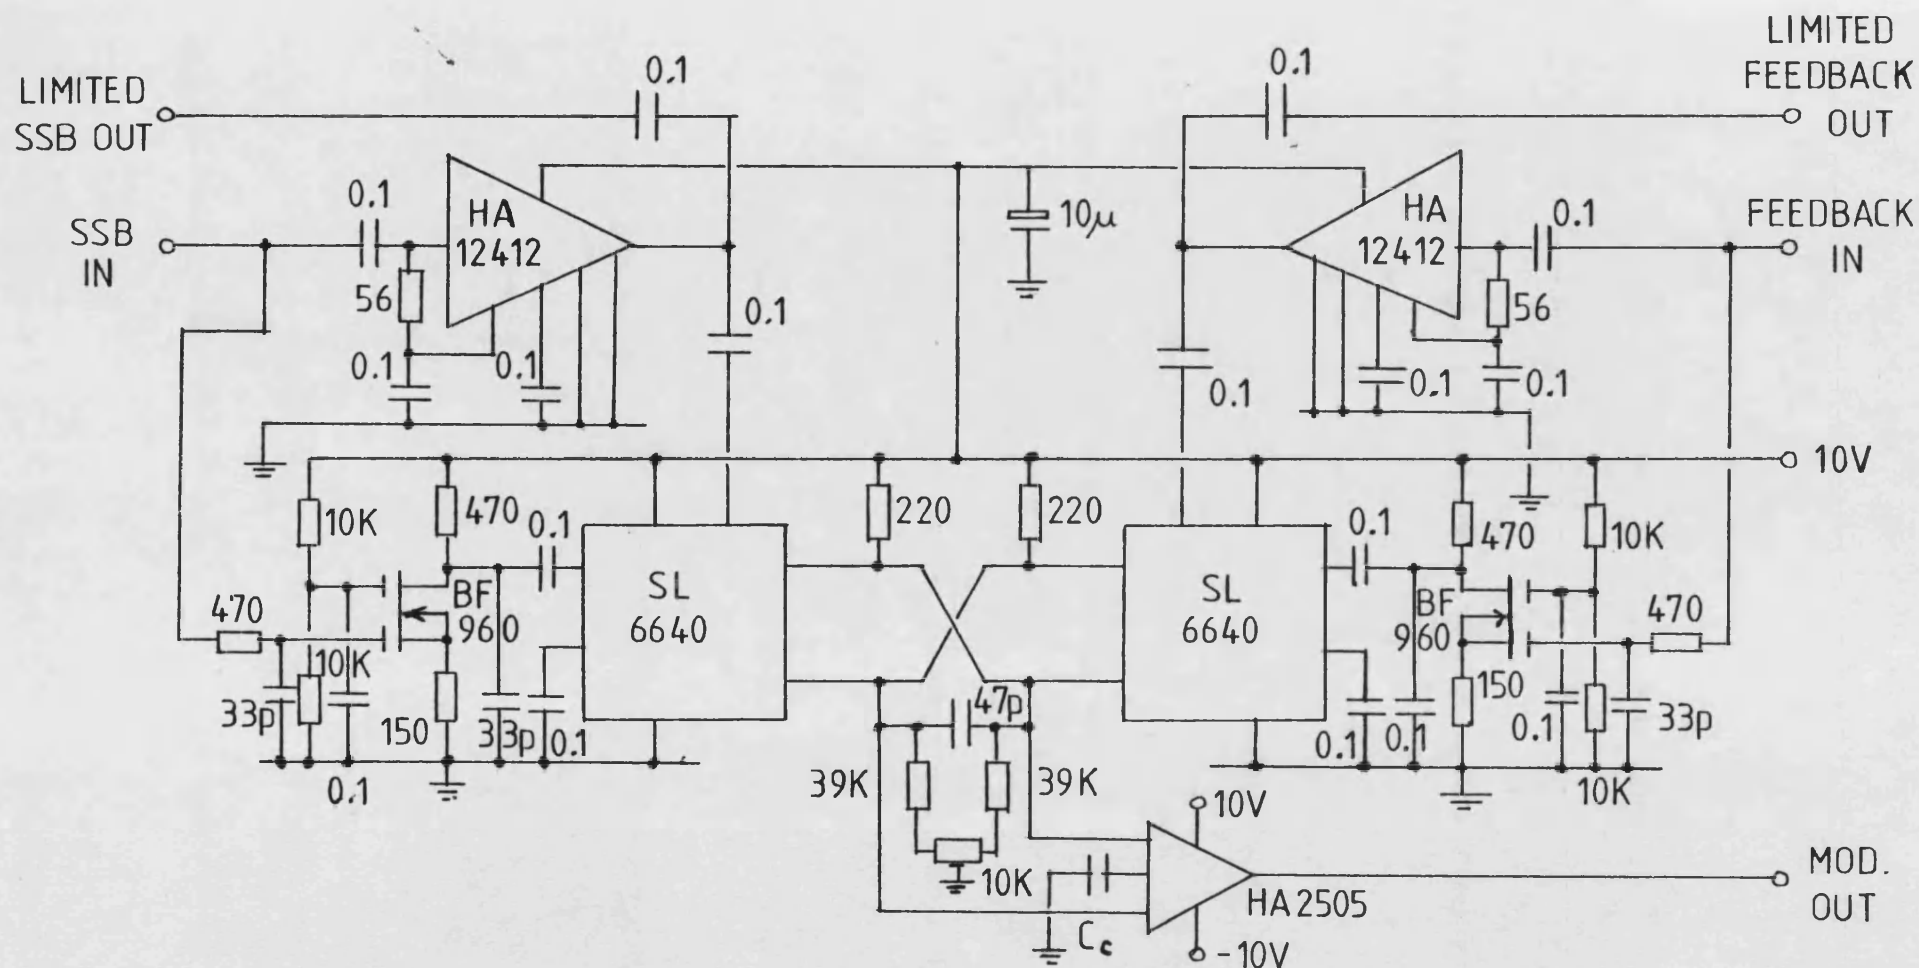 LIMITED
SSB OUT
0.1
0.1
LIMITED
FEEDBACK
OUT
SSB
IN
0.1
HA
12412
10μ
HA
12412
0.1
FEEDBACK
IN
56
0.1
0.1
0.1
0.1
0.1
0.1
56
10V
10K
470
0.1
220
220
0.1
470
10K
470
BF
960
SL
6640
SL
6640
BF
960
470
10K
33p
150
33p
0.1
0.1
47p
0.1
0.1
150
0.1
33p
10K
39K
39K
10K
10V
HA2505
Cc
-10V
MOD.
OUT